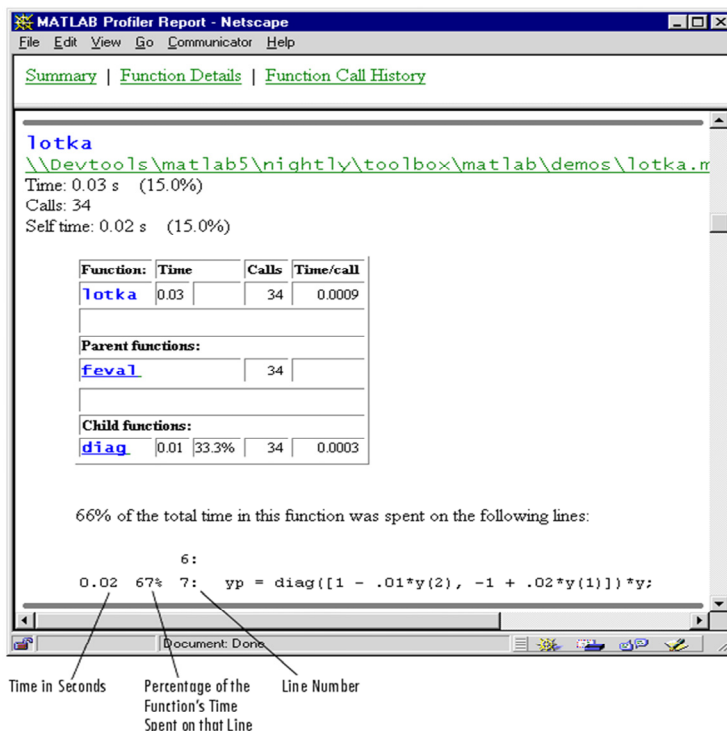 MATLAB Profiler Report - Netscape
File Edit View Go Communicator Help
Summary | Function Details | Function Call History
lotka
\\Devtools\matlab5\nightly\toolbox\matlab\demos\lotka.m
Time: 0.03 s (15.0%)
Calls: 34
Self time: 0.02 s (15.0%)
Function: Time Calls Time/call
lotka 0.03 34 0.0009
Parent functions:
feval 34
Child functions:
diag 0.01 33.3% 34 0.0003
66% of the total time in this function was spent on the following lines:
6:
0.02 67% 7: yp = diag([1 - .01*y(2), -1 + .02*y(1)])*y;
Document: Done
Time in Seconds Percentage of the Line Number
Function's Time
Spent on that Line